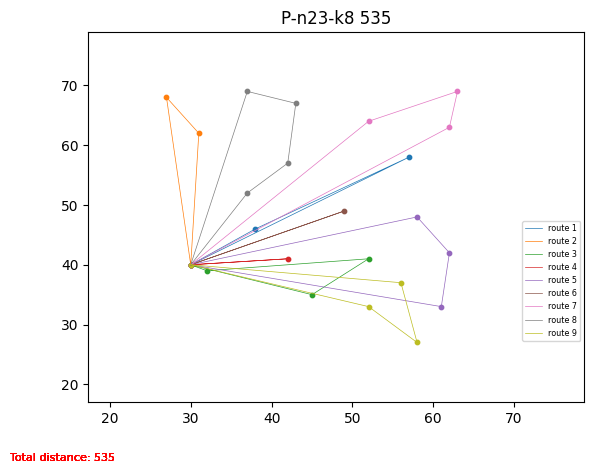 P-n23-k8 535
70
60
50
40
30
20
20 30 40 50 60 70
route 1
route 2
route 3
route 4
route 5
route 6
route 7
route 8
route 9
Total distance: 535